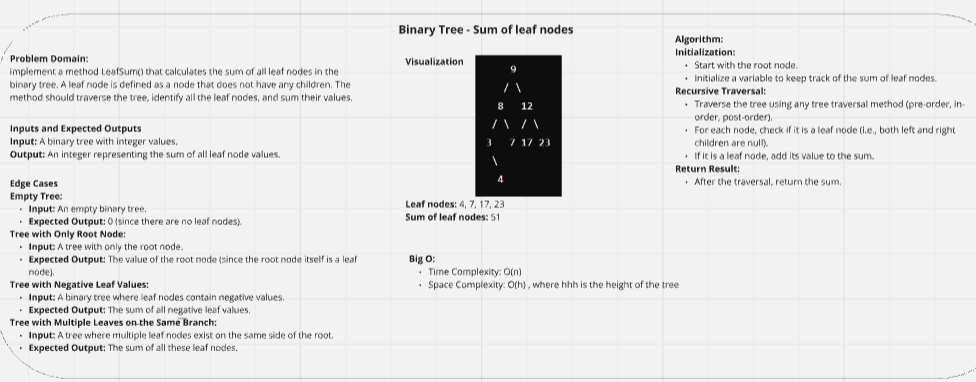 Binary Tree - Sum of leaf nodes
Problem Domain:
Implement a method LeafSum() that calculates the sum of all leaf nodes in the
binary tree. A leaf node is defined as a node that does not have any children. The
method should traverse the tree, identify all the leaf nodes, and sum their values.
Inputs and Expected Outputs
Input: A binary tree with integer values.
Output: An integer representing the sum of all leaf node values.
Edge Cases
Empty Tree:
• Input: An empty binary tree.
• Expected Output: 0 (since there are no leaf nodes).
Tree with Only Root Node:
• Input: A tree with only the root node.
• Expected Output: The value of the root node (since the root node itself is a leaf
node).
Tree with Negative Leaf Values:
• Input: A binary tree where leaf nodes contain negative values.
• Expected Output: The sum of all negative leaf values.
Tree with Multiple Leaves on the Same Branch:
• Input: A tree where multiple leaf nodes exist on the same side of the root.
• Expected Output: The sum of all these leaf nodes.
Visualization
9
/ \
8 12
/ \ / \
3 7 17 23
\
4
Leaf nodes: 4, 7, 17, 23
Sum of leaf nodes: 51
Big O:
• Time Complexity: O(n)
• Space Complexity: O(h) , where hhh is the height of the tree
Algorithm:
Initialization:
• Start with the root node.
• Initialize a variable to keep track of the sum of leaf nodes.
Recursive Traversal:
• Traverse the tree using any tree traversal method (pre-order, in-
order, post-order).
• For each node, check if it is a leaf node (i.e., both left and right
children are null).
• If it is a leaf node, add its value to the sum.
Return Result:
• After the traversal, return the sum.